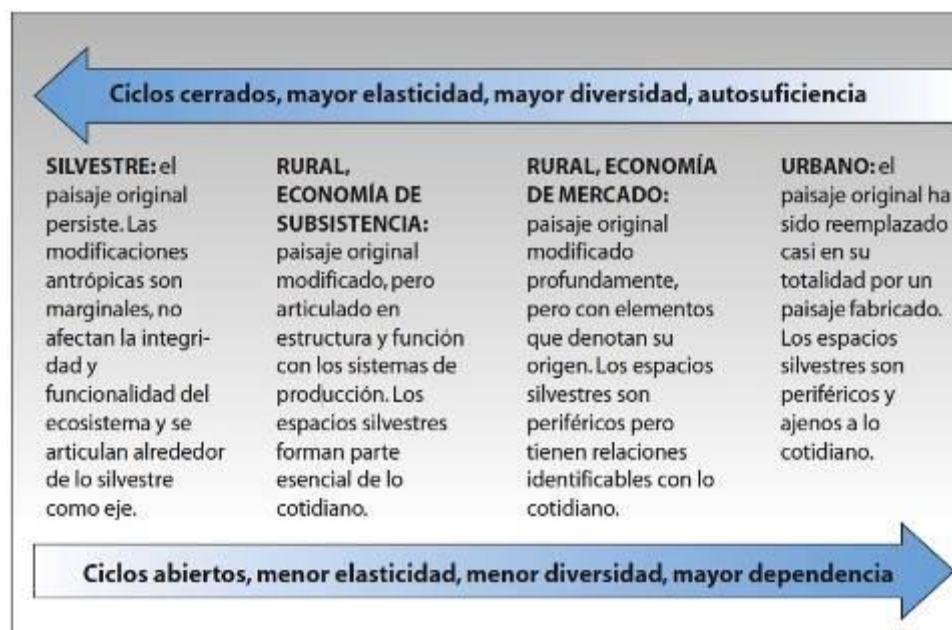 Ciclos cerrados, mayor elasticidad, mayor diversidad, autosuficiencia
SILVESTRE: el
paisaje original
persiste. Las
modificaciones
antrópicas son
marginales, no
afectan la integri-
dad y
funcionalidad del
ecosistema y se
articulan alrededor
de lo silvestre
como eje.
RURAL,
ECONOMÍA DE
SUBSISTENCIA:
paisaje original
modificado, pero
articulado en
estructura y función
con los sistemas de
producción. Los
espacios silvestres
forman parte
esencial de lo
cotidiano.
RURAL, ECONOMÍA
DE MERCADO:
paisaje original
modificado
profundamente,
pero con elementos
que denotan su
origen. Los espacios
silvestres son
periféricos pero
tienen relaciones
identificables con lo
cotidiano.
URBANO: el
paisaje original ha
sido reemplazado
casi en su
totalidad por un
paisaje fabricado.
Los espacios
silvestres son
periféricos y
ajenos a lo
cotidiano.
Ciclos abiertos, menor elasticidad, menor diversidad, mayor dependencia